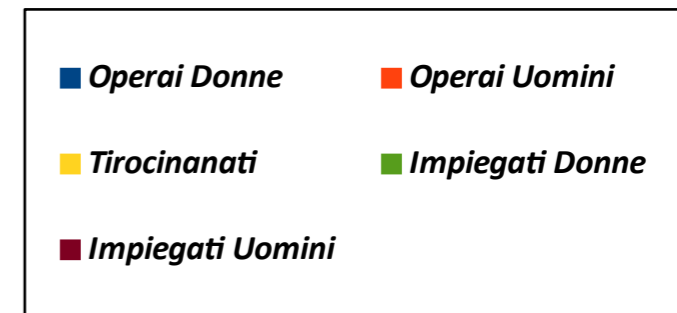 Operai Donne Operai Uomini
Tirocinanati Impiegati Donne
Impiegati Uomini